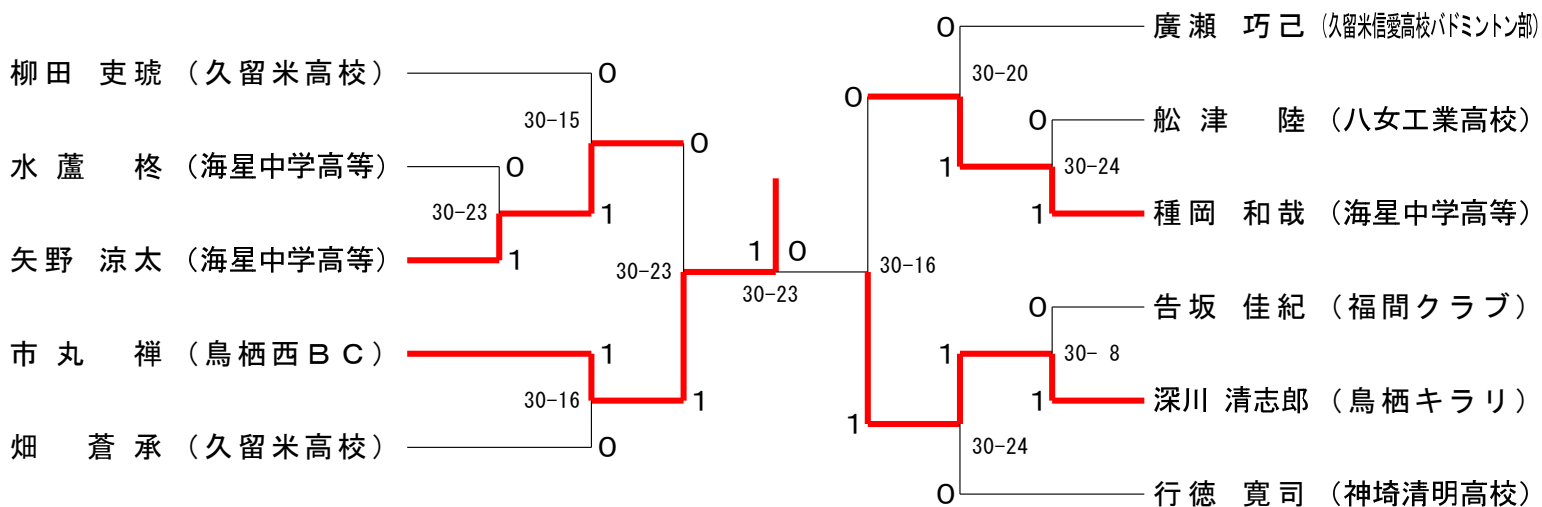 柳田 吏琥 (久留米高校)
水蘆 柊 (海星中学高等)
矢野 涼太 (海星中学高等)
市丸 禅 (鳥栖西BC)
畑 蒼承 (久留米高校)
0
30-15
0
30-23
1
1
1
30-16
0
0
30-23
1
1
0
30-23
0
30-16
1
0
30-20
1
0
30-24
1
0
30- 8
1
1
30-24
0
廣瀬 巧己 (久留米信愛高校バドミントン部)
舩津 陸 (八女工業高校)
種岡 和哉 (海星中学高等)
告坂 佳紀 (福間クラブ)
深川 清志郎 (鳥栖キラリ)
行徳 寛司 (神埼清明高校)